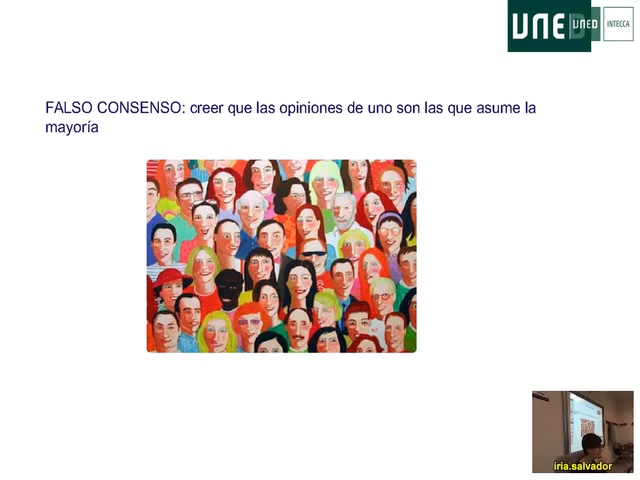 UNED
UNED
INTECCA
FALSO CONSENSO: creer que las opiniones de uno son las que asume la
mayoría
iria.salvador